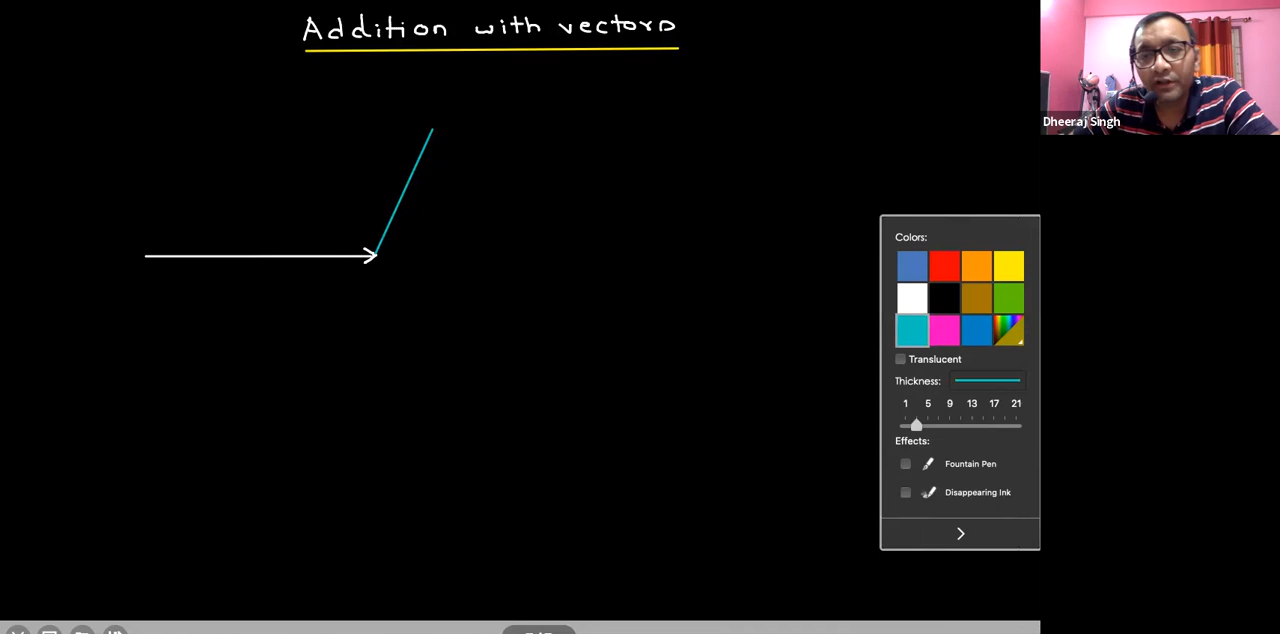 Addition with vectors
Dheeraj Singh
Colors:
Translucent
Thickness:
1 5 9 13 17 21
Effects:
Fountain Pen
Disappearing Ink